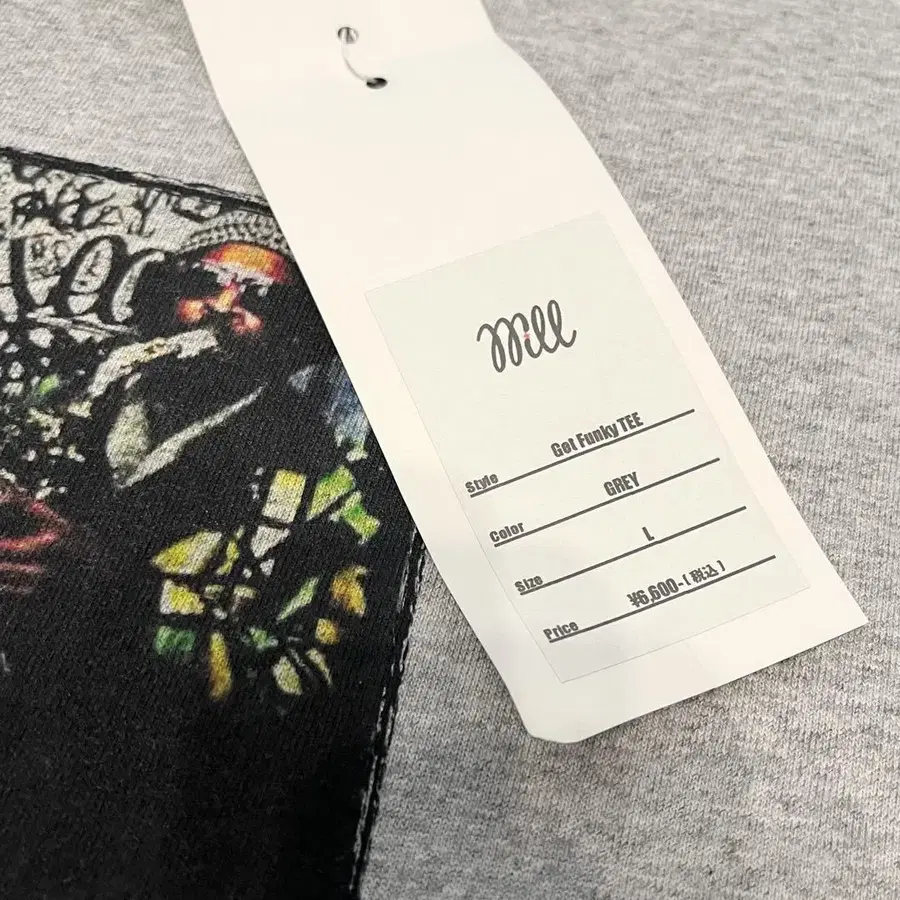 mill
Style Get Funky TEE
Color GREY
Size L
Price ¥6,600-(税込)